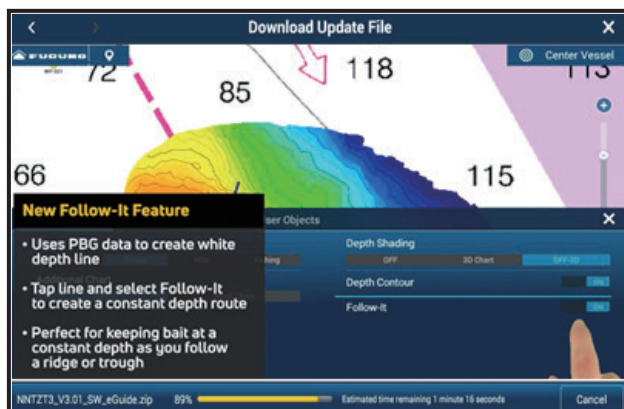 Download Update File
FURUNO
Center Vessel
72
118
113
85
66
115
New Follow-It Feature
ser Objects
• Uses PBG data to create white
depth line
• Tap line and select Follow-It
to create a constant depth route
• Perfect for keeping bait at a
constant depth as you follow
a ridge or trough
Depth Shading
OFF
3D Chart
Depth Contour
ON
Follow-It
ON
NNTZT3_V3.01_SW_eGuide.zip
89%
Estimated time remaining 1 minute 16 seconds
Cancel